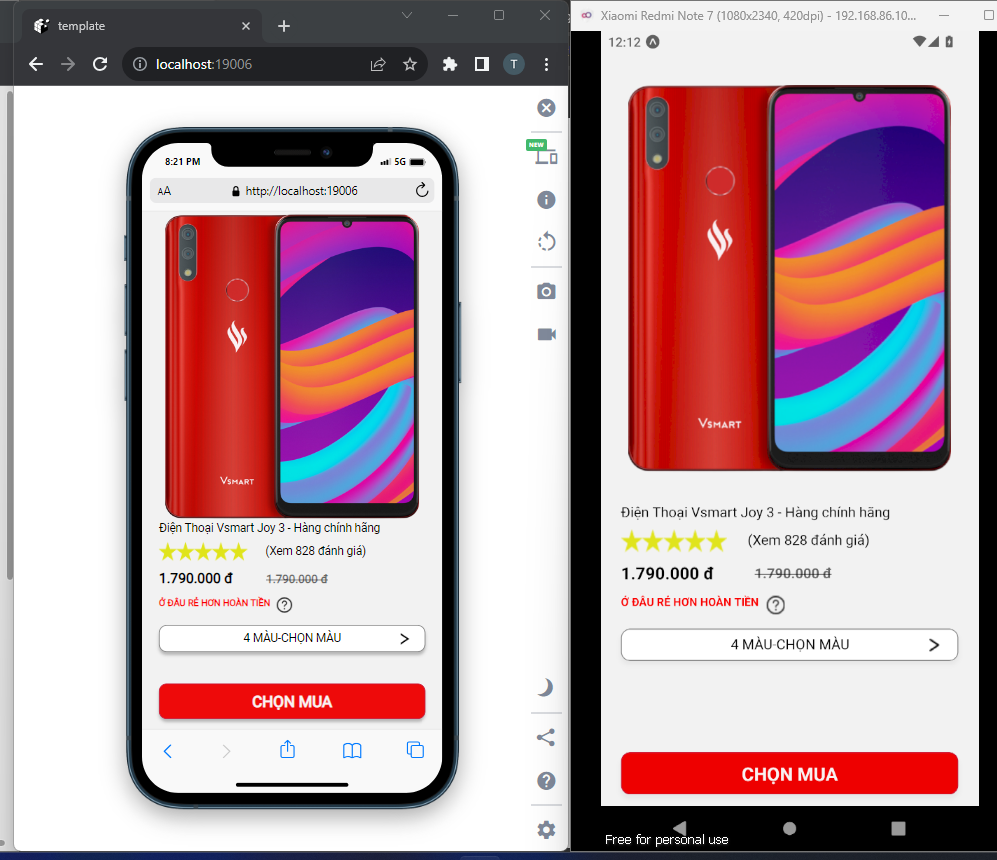 template
localhost:19006
T
NEW
8:21 PM
5G
AA
http://localhost:19006
VSMART
Điện Thoại Vsmart Joy 3 - Hàng chính hãng
(Xem 828 đánh giá)
1.790.000 đ
1.790.000 đ
Ở ĐÂU RẺ HƠN HOÀN TIỀN
?
4 MÀU-CHỌN MÀU
CHỌN MUA
Xiaomi Redmi Note 7 (1080x2340, 420dpi) - 192.168.86.10...
12:12
VSMART
Điện Thoại Vsmart Joy 3 - Hàng chính hãng
(Xem 828 đánh giá)
1.790.000 đ
1.790.000 đ
Ở ĐÂU RẺ HƠN HOÀN TIỀN
?
4 MÀU-CHỌN MÀU
CHỌN MUA
Free for personal use